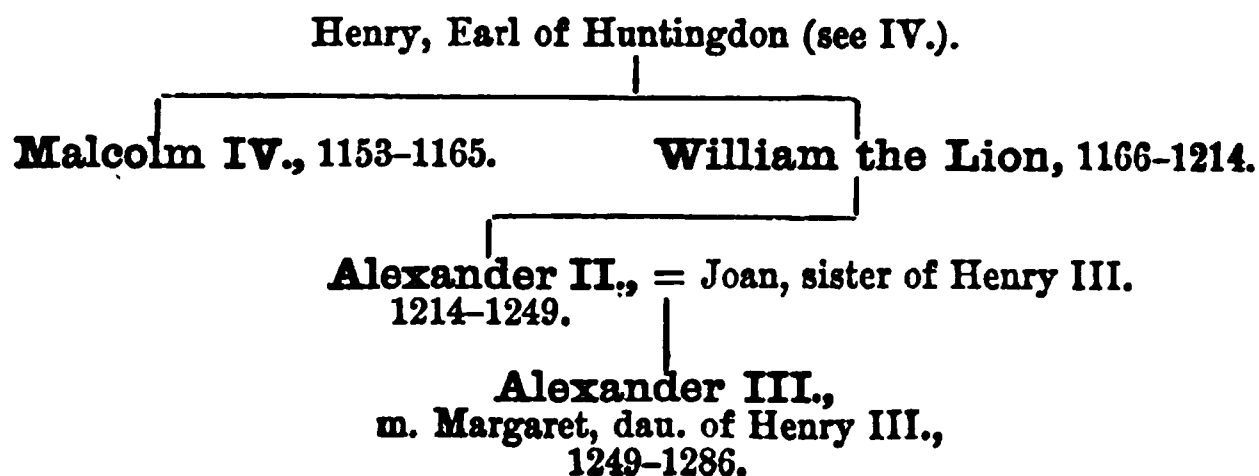 Henry, Earl of Huntingdon (see IV.).
Malcolm IV., 1153–1165. William the Lion, 1166–1214.
Alexander II., = Joan, sister of Henry III.
1214–1249.
Alexander III.,
m. Margaret, dau. of Henry III.,
1249–1286.